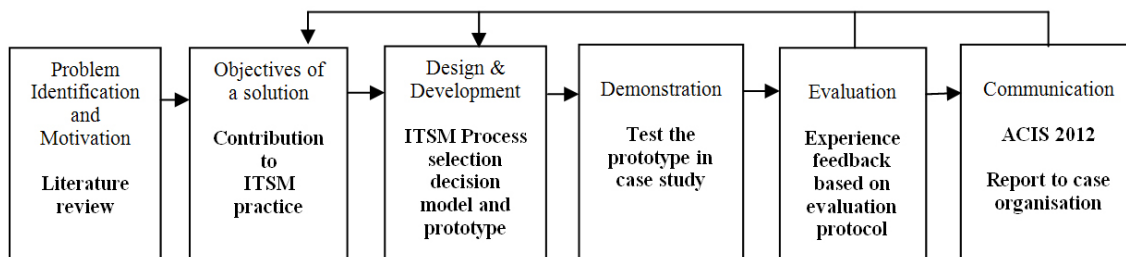 Problem
Identification
and
Motivation
Literature
review
Objectives of
a solution
Contribution
to
ITSM
practice
Design &
Development
ITSM Process
selection
decision
model and
prototype
Demonstration
Test the
prototype in
case study
Evaluation
Experience
feedback
based on
evaluation
protocol
Communication
ACIS 2012
Report to case
organisation